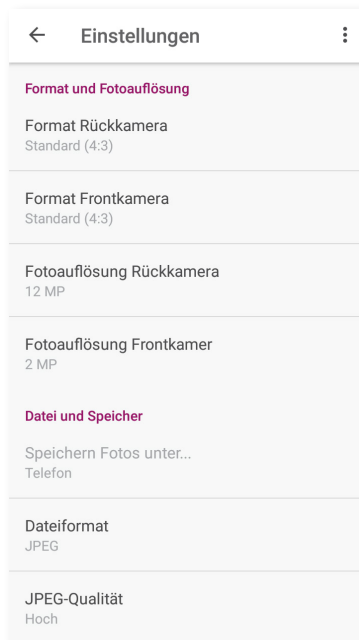 Einstellungen
Format und Fotoauflösung
Format Rückkamera
Standard (4:3)
Format Frontkamera
Standard (4:3)
Fotoauflösung Rückkamera
12 MP
Fotoauflösung Frontkamer
2 MP
Datei und Speicher
Speichern Fotos unter...
Telefon
Dateiformat
JPEG
JPEG-Qualität
Hoch